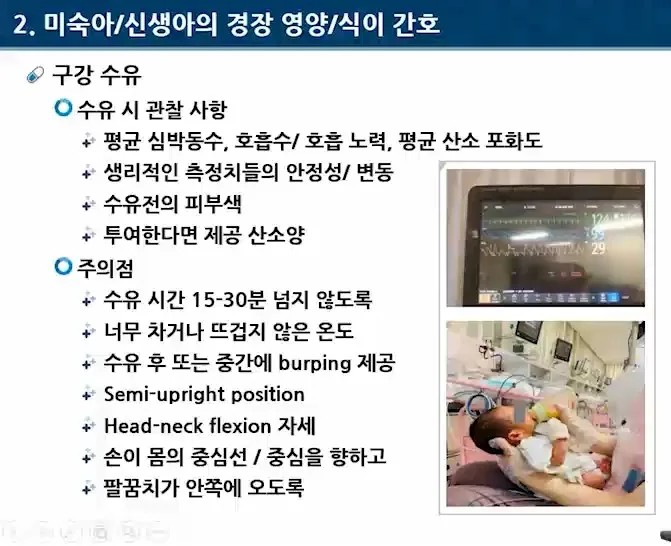 2. 미숙아/신생아의 경장 영양/식이 간호
구강 수유
수유 시 관찰 사항
평균 심박동수, 호흡수/ 호흡 노력, 평균 산소 포화도
생리적인 측정치들의 안정성/ 변동
수유전의 피부색
투여한다면 제공 산소양
주의점
수유 시간 15-30분 넘지 않도록
너무 차거나 뜨겁지 않은 온도
수유 후 또는 중간에 burping 제공
Semi-upright position
Head-neck flexion 자세
손이 몸의 중심선 / 중심을 향하고
팔꿈치가 안쪽에 오도록
124
99
29